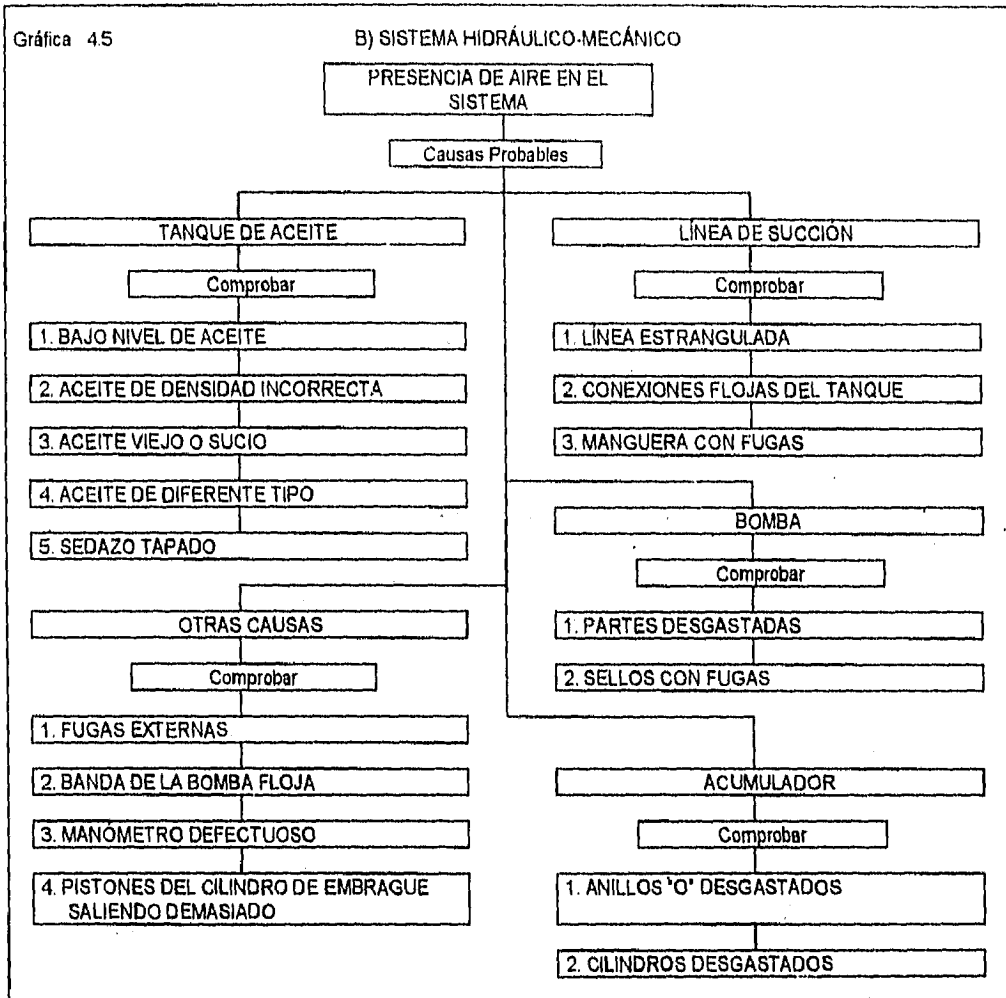 Gráfica 4.5
B) SISTEMA HIDRÁULICO-MECÁNICO
PRESENCIA DE AIRE EN EL
SISTEMA
Causas Probables
TANQUE DE ACEITE
Comprobar
1. BAJO NIVEL DE ACEITE
2. ACEITE DE DENSIDAD INCORRECTA
3. ACEITE VIEJO O SUCIO
4. ACEITE DE DIFERENTE TIPO
5. SEDAZO TAPADO
LÍNEA DE SUCCIÓN
Comprobar
1. LÍNEA ESTRANGULADA
2. CONEXIONES FLOJAS DEL TANQUE
3. MANGUERA CON FUGAS
BOMBA
Comprobar
1. PARTES DESGASTADAS
2. SELLOS CON FUGAS
OTRAS CAUSAS
Comprobar
1. FUGAS EXTERNAS
2. BANDA DE LA BOMBA FLOJA
3. MANÓMETRO DEFECTUOSO
4. PISTONES DEL CILINDRO DE EMBRAGUE
SALIENDO DEMASIADO
ACUMULADOR
Comprobar
1. ANILLOS "O" DESGASTADOS
2. CILINDROS DESGASTADOS